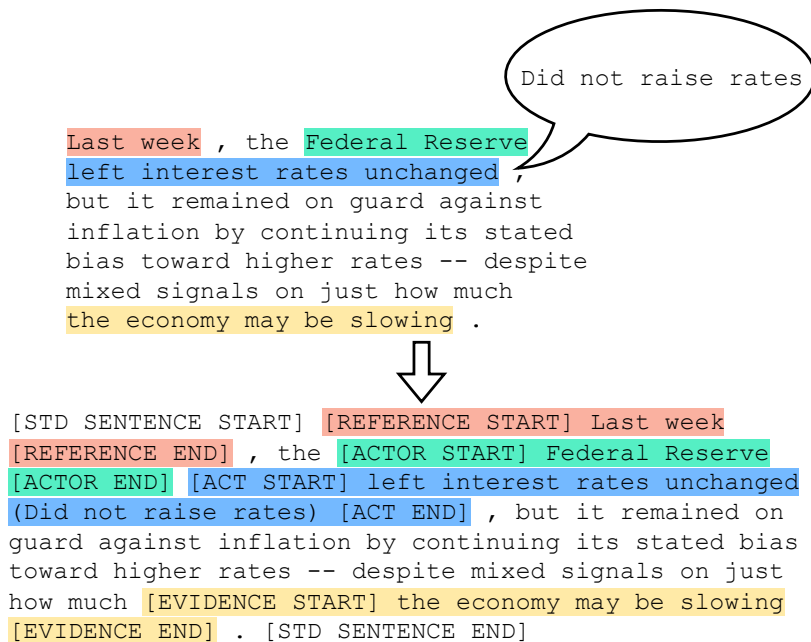 Did not raise rates
Last week , the Federal Reserve
left interest rates unchanged ,
but it remained on guard against
inflation by continuing its stated
bias toward higher rates -- despite
mixed signals on just how much
the economy may be slowing .
[STD SENTENCE START] [REFERENCE START] Last week
[REFERENCE END] , the [ACTOR START] Federal Reserve
[ACTOR END] [ACT START] left interest rates unchanged
(Did not raise rates) [ACT END] , but it remained on
guard against inflation by continuing its stated bias
toward higher rates -- despite mixed signals on just
how much [EVIDENCE START] the economy may be slowing
[EVIDENCE END] . [STD SENTENCE END]